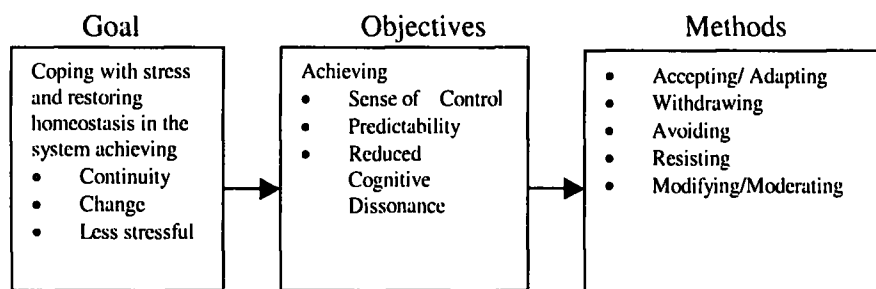 Goal
Coping with stress
and restoring
homeostasis in the
system achieving
• Continuity
• Change
• Less stressful
Objectives
Achieving
• Sense of Control
• Predictability
• Reduced
Cognitive
Dissonance
Methods
• Accepting/ Adapting
• Withdrawing
• Avoiding
• Resisting
• Modifying/Moderating